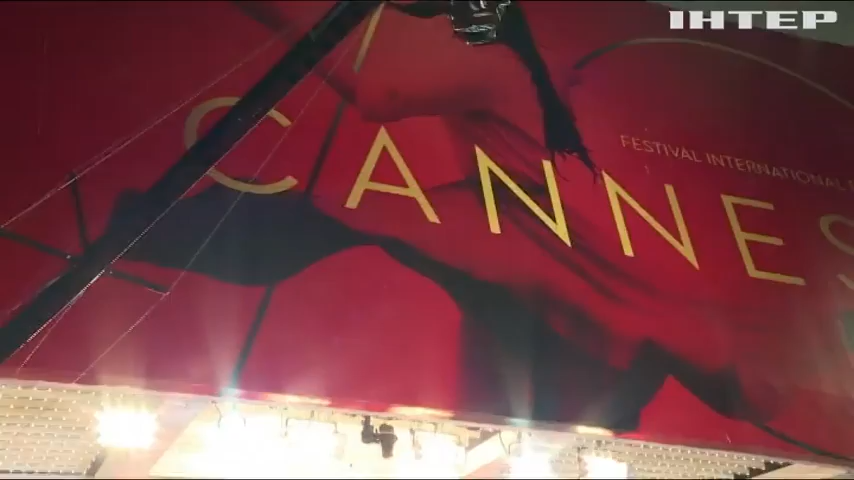 ІНТЕР
FESTIVAL INTERNATIONAL
CANNES